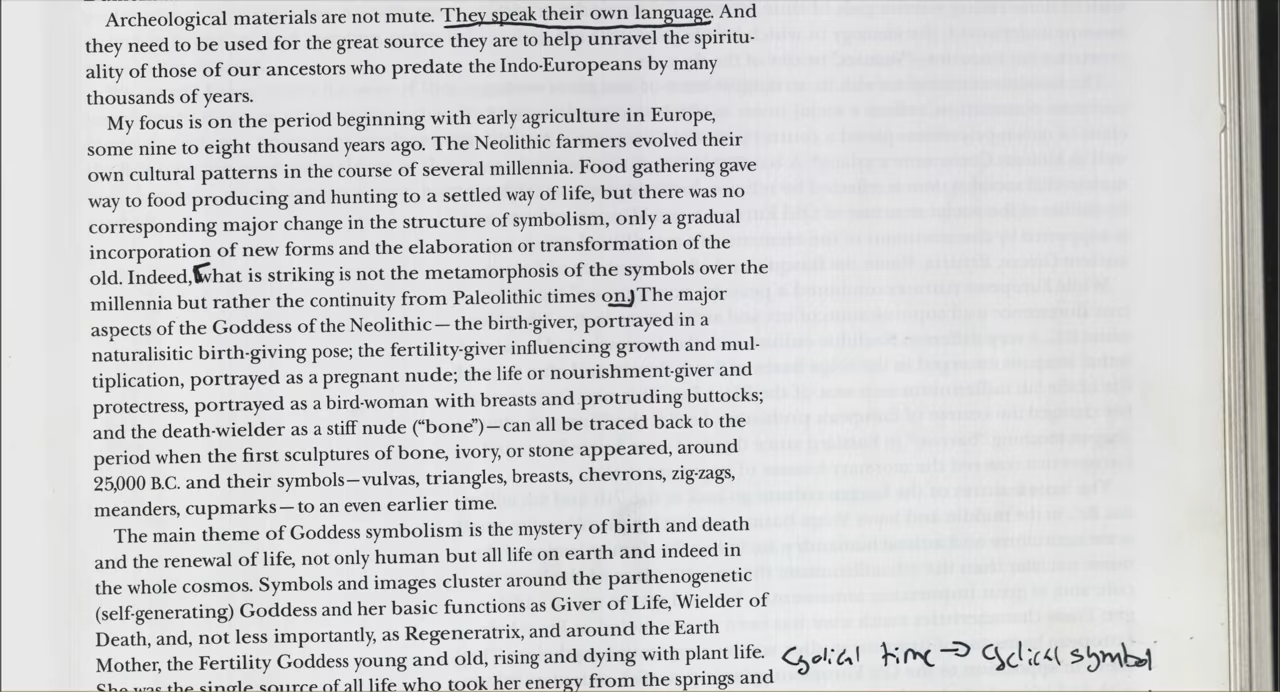 Archeological materials are not mute. They speak their own language. And
they need to be used for the great source they are to help unravel the spiritu-
ality of those of our ancestors who predate the Indo-Europeans by many
thousands of years.
My focus is on the period beginning with early agriculture in Europe,
some nine to eight thousand years ago. The Neolithic farmers evolved their
own cultural patterns in the course of several millennia. Food gathering gave
way to food producing and hunting to a settled way of life, but there was no
corresponding major change in the structure of symbolism, only a gradual
incorporation of new forms and the elaboration or transformation of the
old. Indeed, what is striking is not the metamorphosis of the symbols over the
millennia but rather the continuity from Paleolithic times on. The major
aspects of the Goddess of the Neolithic—the birth-giver, portrayed in a
naturalisitic birth-giving pose; the fertility-giver influencing growth and mul-
tiplication, portrayed as a pregnant nude; the life or nourishment-giver and
protectress, portrayed as a bird-woman with breasts and protruding buttocks;
and the death-wielder as a stiff nude (“bone”)—can all be traced back to the
period when the first sculptures of bone, ivory, or stone appeared, around
25,000 B.C. and their symbols—vulvas, triangles, breasts, chevrons, zig-zags,
meanders, cupmarks—to an even earlier time.
The main theme of Goddess symbolism is the mystery of birth and death
and the renewal of life, not only human but all life on earth and indeed in
the whole cosmos. Symbols and images cluster around the parthenogenetic
(self-generating) Goddess and her basic functions as Giver of Life, Wielder of
Death, and, not less importantly, as Regeneratrix, and around the Earth
Mother, the Fertility Goddess young and old, rising and dying with plant life.
cyclical time → cyclical symbol
She was the single source of all life who took her energy from the springs and